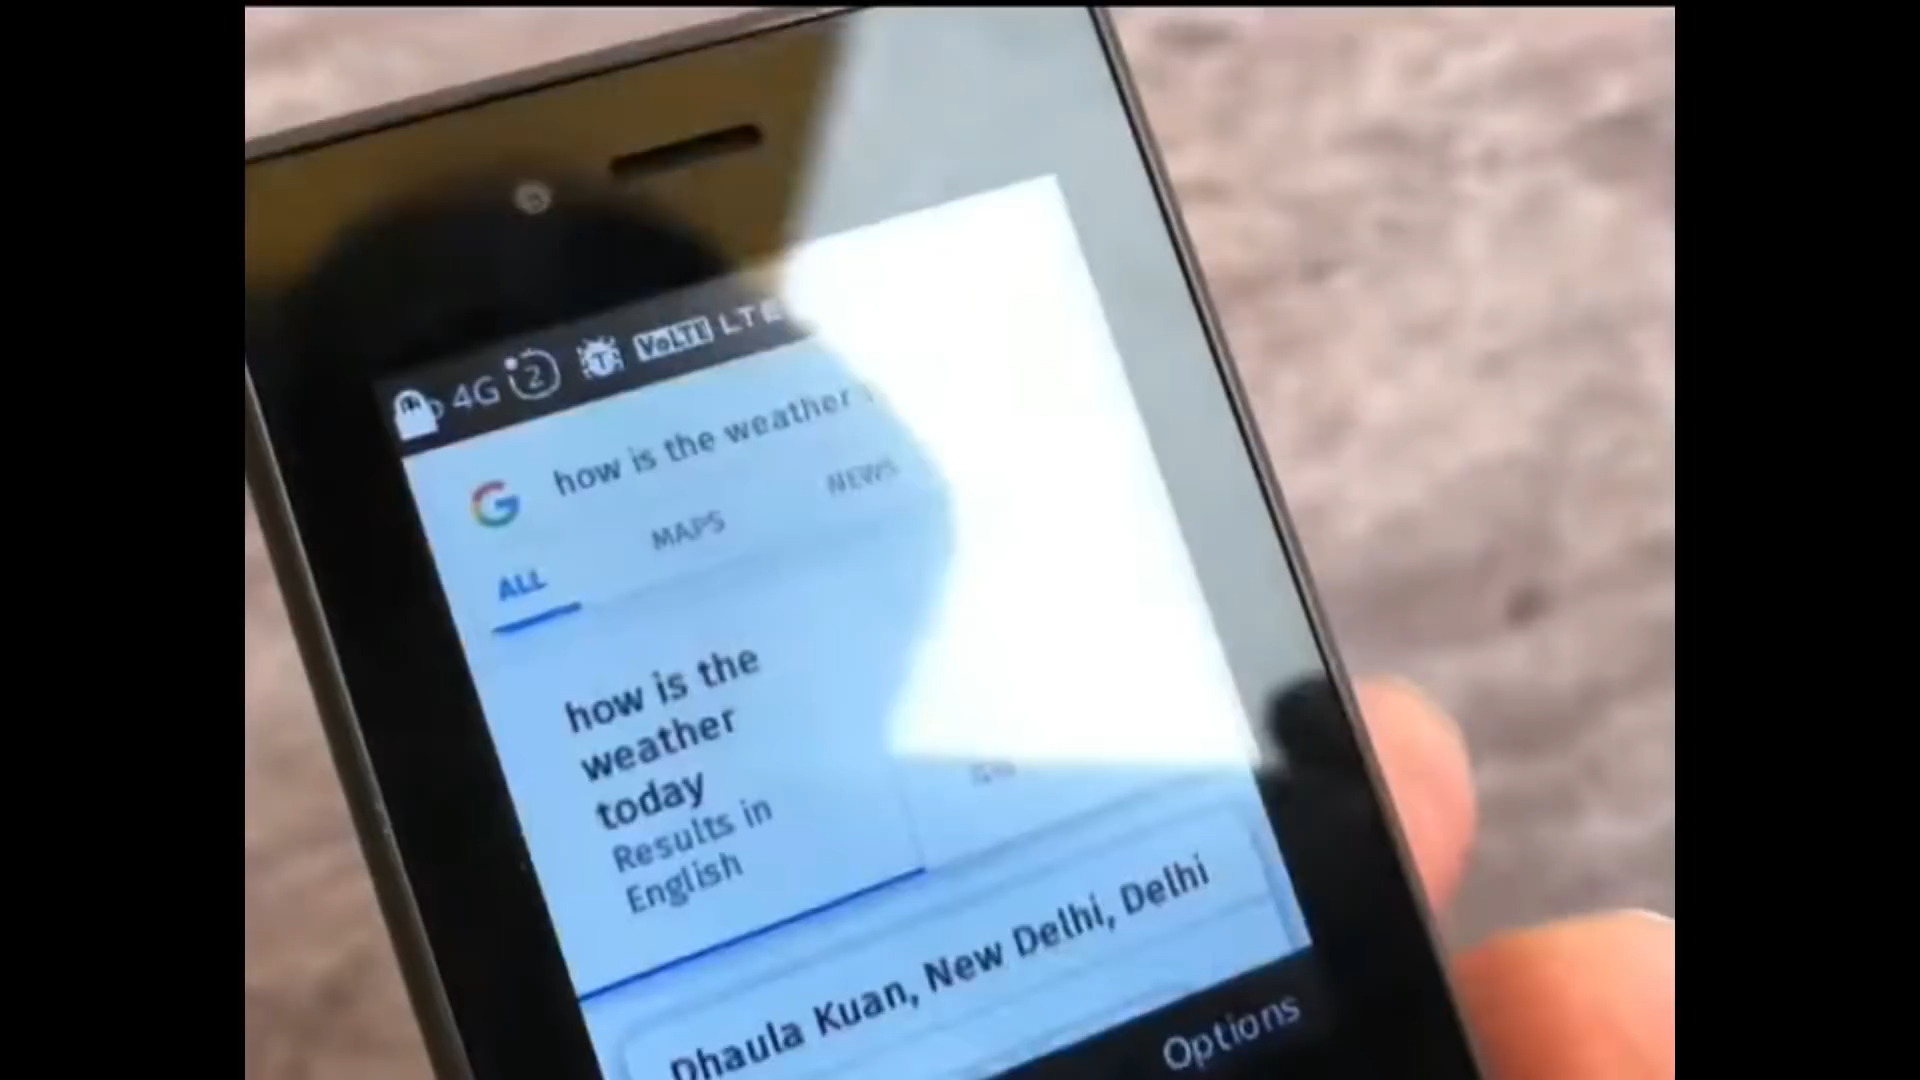 4G 2 T VoLTE LTE
how is the weather
ALL MAPS NEWS
how is the
weather
today
Results in
English
Dhaula Kuan, New Delhi, Delhi
Options